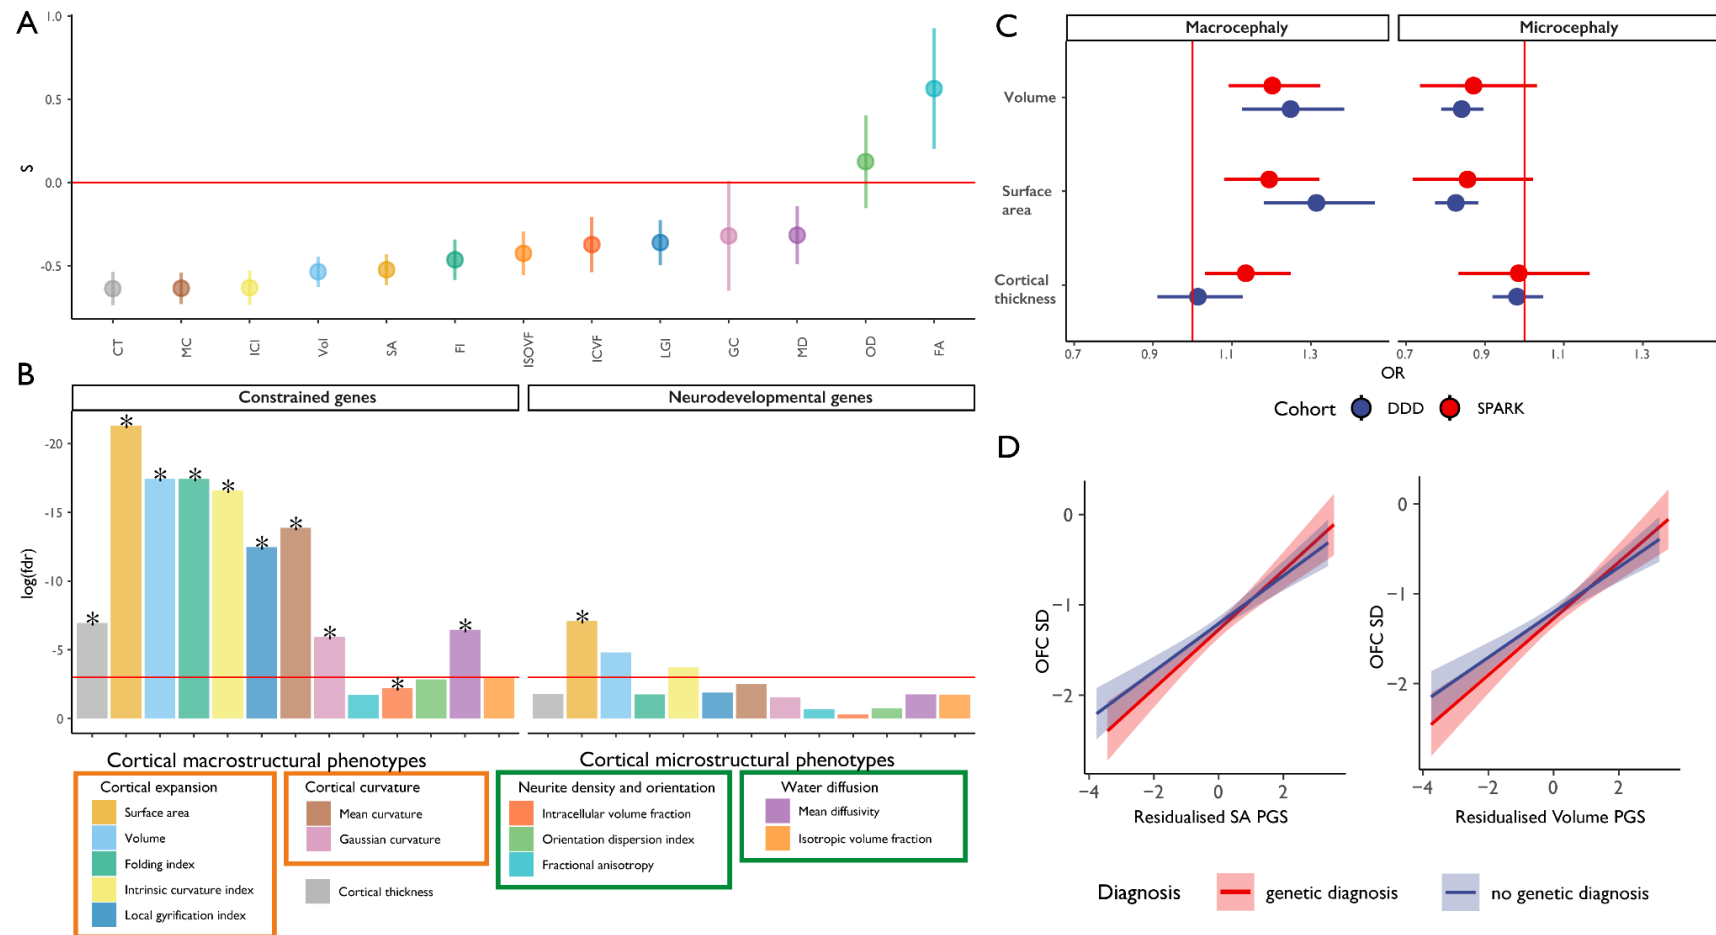 A
1.0
0.5
0.0
-0.5
S
CT
MC
ICI
Vol
SA
FI
ISOVF
ICVF
LGI
GC
MD
OD
FA
B
Constrained genes
Neurodevelopmental genes
-20
-15
-10
-5
0
log(fdr)
* * * * * * * * * * *
Cortical macrostructural phenotypes
Cortical microstructural phenotypes
Cortical expansion
Surface area
Volume
Folding index
Intrinsic curvature index
Local gyrification index
Cortical curvature
Mean curvature
Gaussian curvature
Cortical thickness
Neurite density and orientation
Intracellular volume fraction
Orientation dispersion index
Fractional anisotropy
Water diffusion
Mean diffusivity
Isotropic volume fraction
C
Macrocephaly
Microcephaly
Volume
Surface
area
Cortical
thickness
0.7 0.9 1.1 1.3
0.7 0.9 1.1 1.3
OR
Cohort DDD SPARK
D
OFC SD
0
−1
−2
−4 −2 0 2
Residualised SA PGS
OFC SD
0
−1
−2
−4 −2 0 2
Residualised Volume PGS
Diagnosis genetic diagnosis no genetic diagnosis